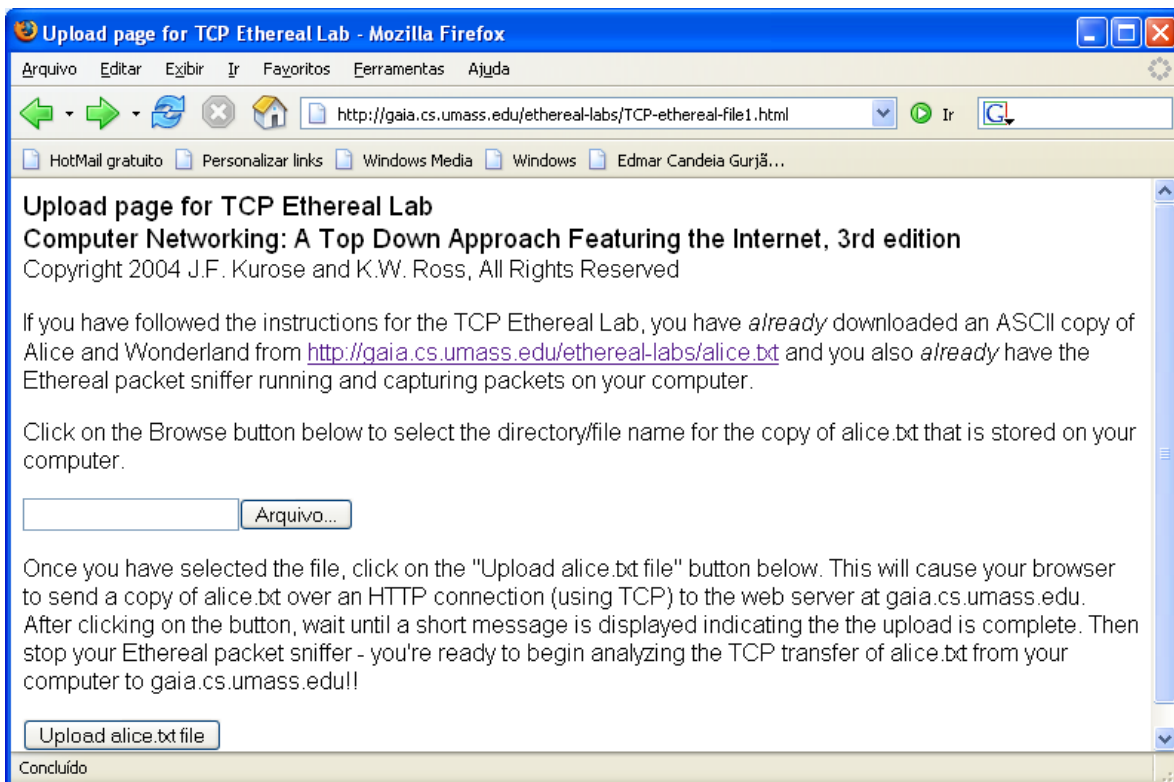 Upload page for TCP Ethereal Lab - Mozilla Firefox
Arquivo Editar Exibir Ir Favoritos Ferramentas Ajuda
http://gaia.cs.umass.edu/ethereal-labs/TCP-ethereal-file1.html Ir G
HotMail gratuito Personalizar links Windows Media Windows Edmar Candeia Gurjã...
Upload page for TCP Ethereal Lab
Computer Networking: A Top Down Approach Featuring the Internet, 3rd edition
Copyright 2004 J.F. Kurose and K.W. Ross, All Rights Reserved
If you have followed the instructions for the TCP Ethereal Lab, you have already downloaded an ASCII copy of
Alice and Wonderland from http://gaia.cs.umass.edu/ethereal-labs/alice.txt and you also already have the
Ethereal packet sniffer running and capturing packets on your computer.
Click on the Browse button below to select the directory/file name for the copy of alice.txt that is stored on your
computer.
Arquivo...
Once you have selected the file, click on the "Upload alice.txt file" button below. This will cause your browser
to send a copy of alice.txt over an HTTP connection (using TCP) to the web server at gaia.cs.umass.edu.
After clicking on the button, wait until a short message is displayed indicating the the upload is complete. Then
stop your Ethereal packet sniffer - you're ready to begin analyzing the TCP transfer of alice.txt from your
computer to gaia.cs.umass.edu!!
Upload alice.txt file
Concluído